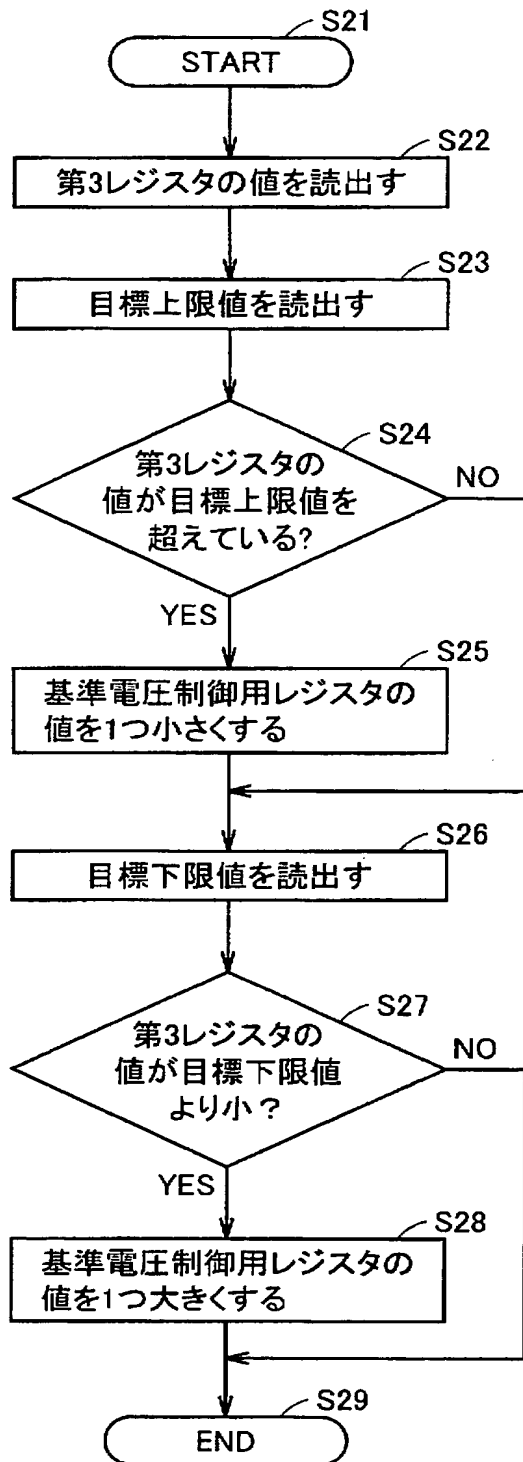 S21
START
S22
第3レジスタの値を読出す
S23
目標上限値を読出す
S24
第3レジスタの
値が目標上限値を
超えている?
NO
YES
S25
基準電圧制御用レジスタの
値を1つ小さくする
S26
目標下限値を読出す
S27
第3レジスタの
値が目標下限値
より小?
NO
YES
S28
基準電圧制御用レジスタの
値を1つ大きくする
S29
END